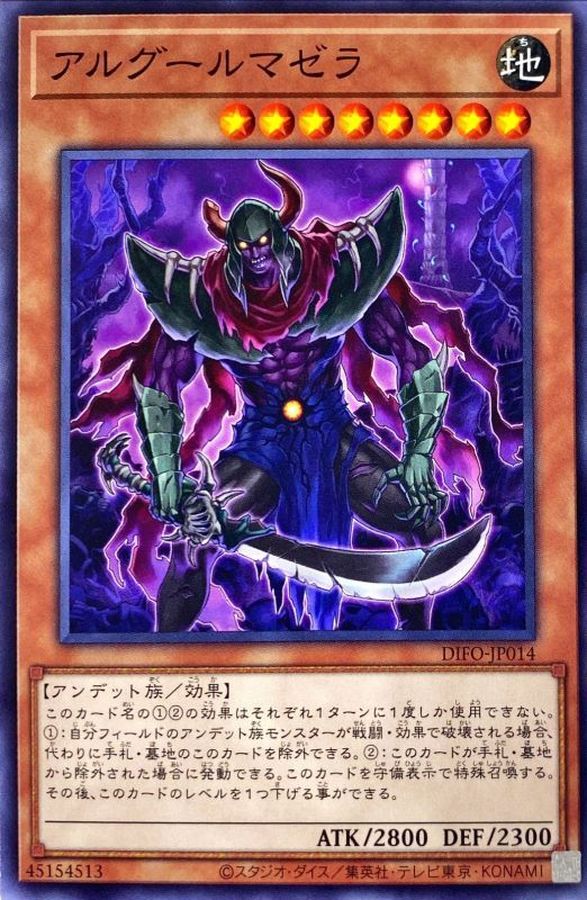 アルグールマゼラ
地
DIFO-JP014
【アンデット族／効果】
このカード名の①②の効果はそれぞれ1ターンに1度しか使用できない。
①：自分フィールドのアンデット族モンスターが戦闘・効果で破壊される場合、
代わりに手札・墓地のこのカードを除外できる。②：このカードが手札・墓地
から除外された場合に発動できる。このカードを守備表示で特殊召喚する。
その後、このカードのレベルを1つ下げる事ができる。
ATK/2800 DEF/2300
45154513 ©スタジオ・ダイス／集英社・テレビ東京・KONAMI